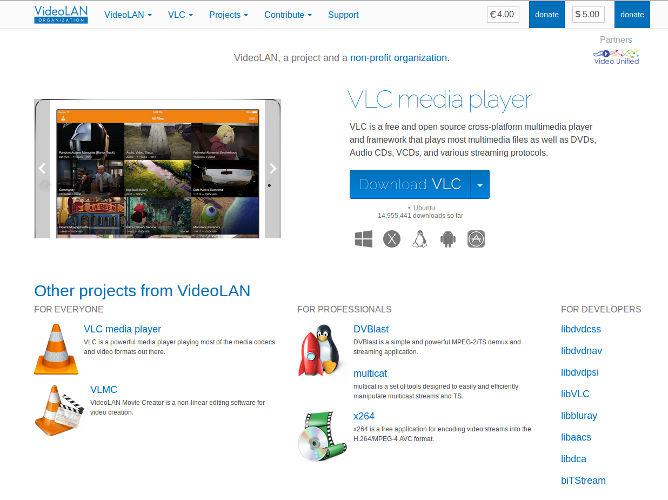 VideoLAN
ORGANIZATION
VideoLAN VLC Projects Contribute Support
€ 4.00 donate $ 5.00 donate
Partners
Video Unified
VideoLAN, a project and a non-profit organization.
VLC media player
VLC is a free and open source cross-platform multimedia player
and framework that plays most multimedia files as well as DVDs,
Audio CDs, VCDs, and various streaming protocols.
Download VLC
• Ubuntu
14,955,441 downloads so far
Other projects from VideoLAN
FOR EVERYONE
VLC media player
VLC is a powerful media player playing most of the media codecs
and video formats out there.
VLMC
VideoLAN Movie Creator is a non-linear editing software for
video creation.
FOR PROFESSIONALS
DVBlast
DVBlast is a simple and powerful MPEG-2/TS demux and
streaming application.
multicat
multicat is a set of tools designed to easily and efficiently
manipulate multicast streams and TS.
x264
x264 is a free application for encoding video streams into the
H.264/MPEG-4 AVC format.
FOR DEVELOPERS
libdvdcss
libdvdnav
libdvdpsi
libVLC
libbluray
libaacs
libdca
biTStream